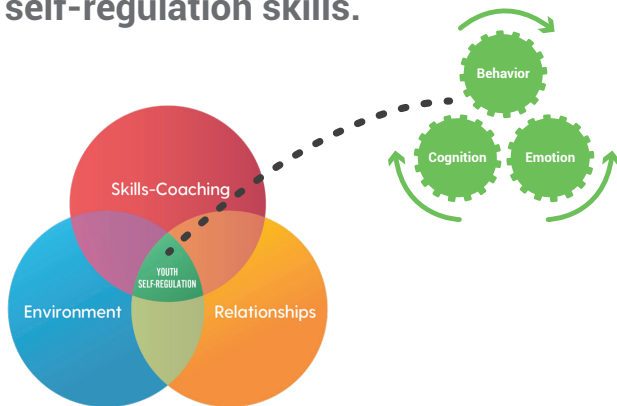 self-regulation skills.
Behavior
Cognition
Emotion
Skills-Coaching
YOUTH
SELF-REGULATION
Environment
Relationships